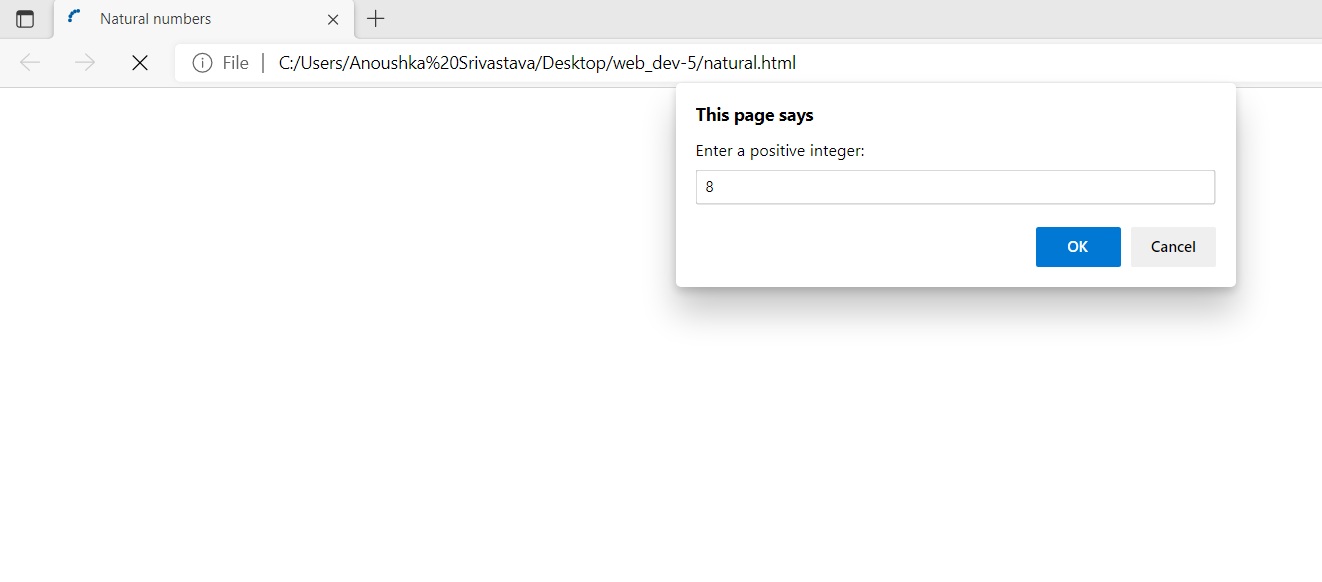 Natural numbers
File C:/Users/Anoushka%20Srivastava/Desktop/web_dev-5/natural.html
This page says
Enter a positive integer:
8
OK Cancel